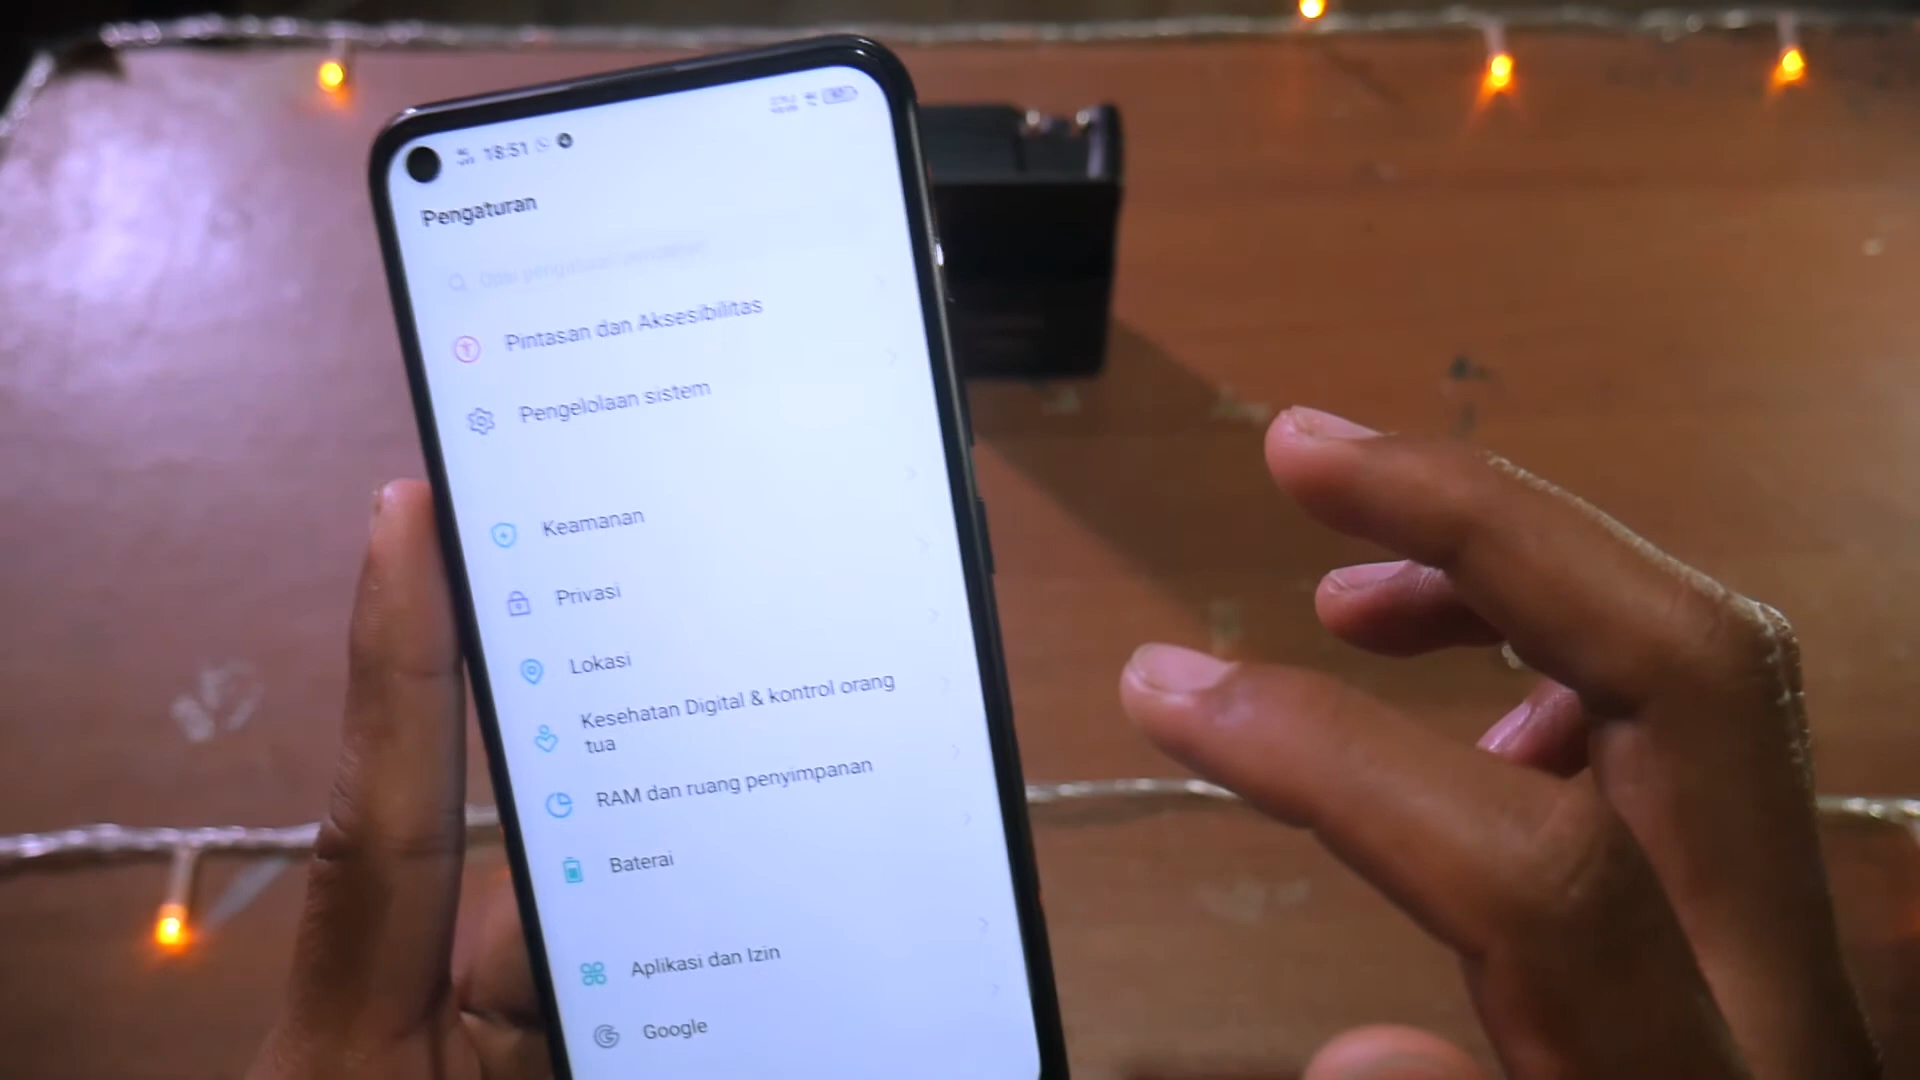 18:51
Pengaturan
Pintasan dan Aksesibilitas
Pengelolaan sistem
Keamanan
Privasi
Lokasi
Kesehatan Digital & kontrol orang
tua
RAM dan ruang penyimpanan
Baterai
Aplikasi dan Izin
Google